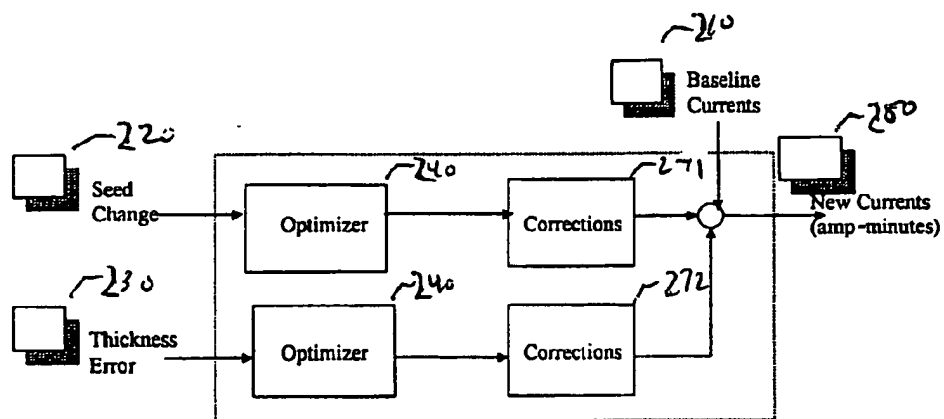 210
Baseline
Currents
220
280
Seed
Change
240
271
Optimizer
Corrections
New Currents
(amp-minutes)
230
240
272
Thickness
Error
Optimizer
Corrections